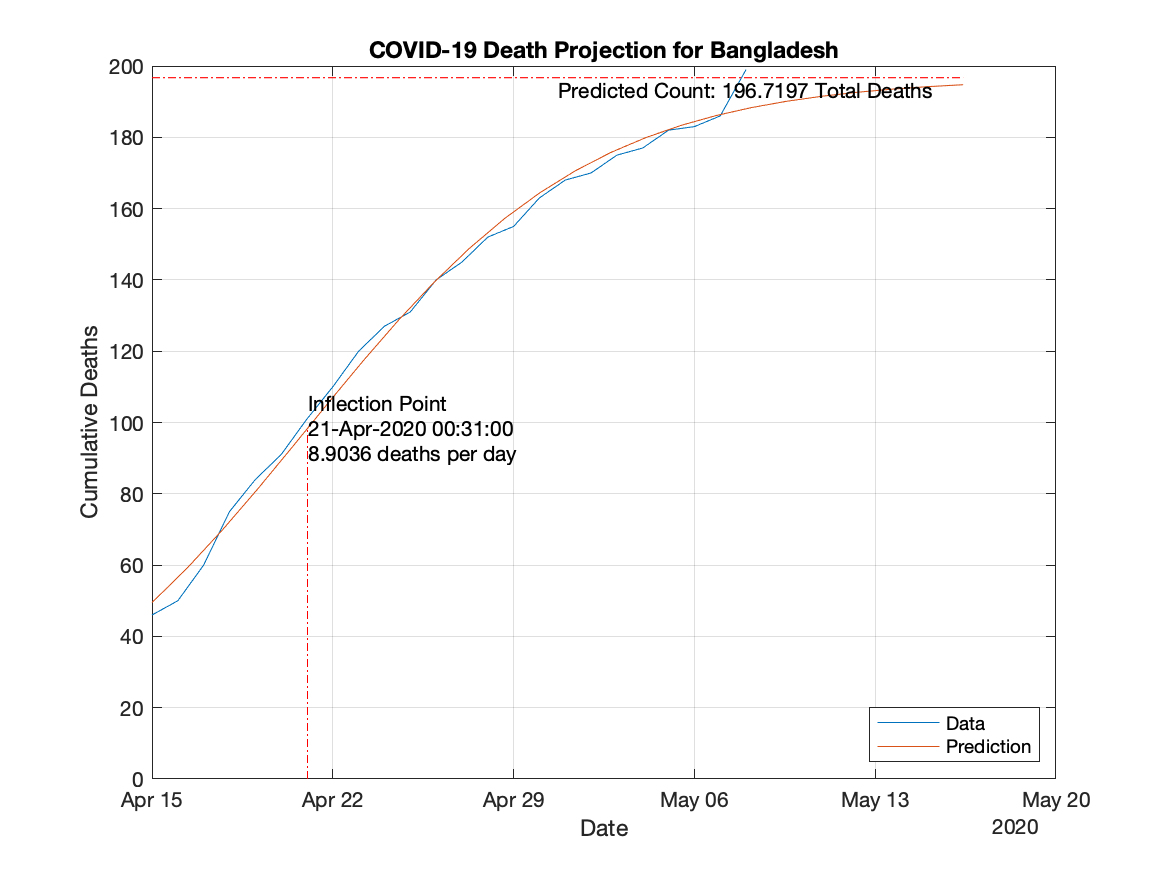 COVID-19 Death Projection for Bangladesh
200
Predicted Count: 196.7197 Total Deaths
180
160
140
120
Cumulative Deaths
Inflection Point
100
21-Apr-2020 00:31:00
8.9036 deaths per day
80
60
40
20
Data
Prediction
0
Apr 15 Apr 22 Apr 29 May 06 May 13 May 20
Date
2020